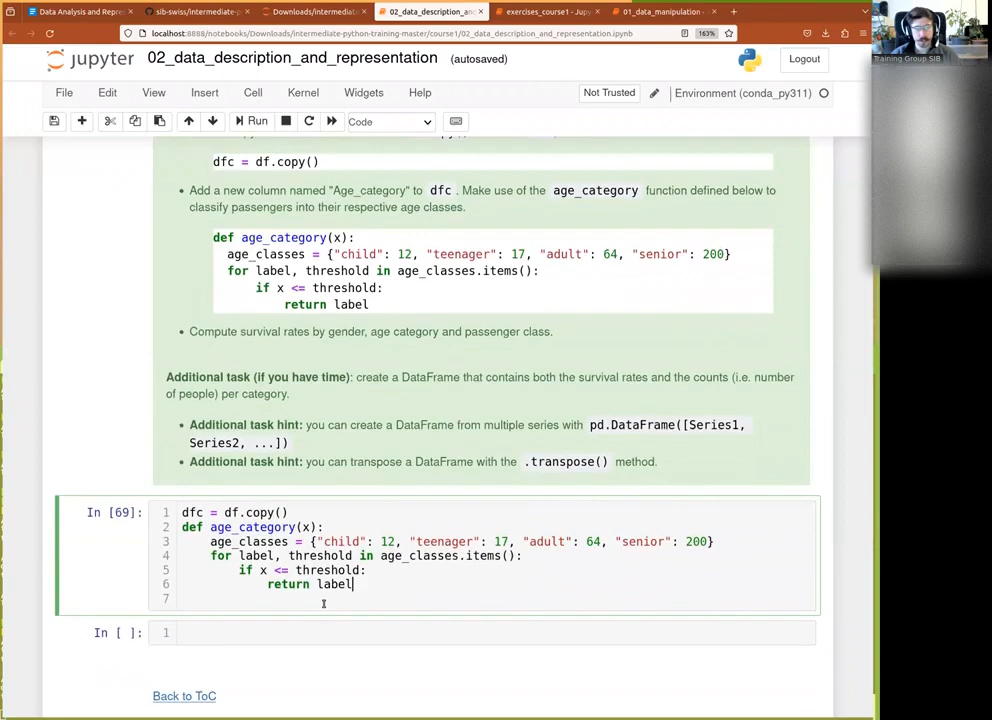 Data Analysis and Repres
sib-swiss/intermediate-p
Downloads/intermediate
02_data_description_an
exercises_course1 - Jupy
01_data_manipulation -
localhost:8888/notebooks/Downloads/intermediate-python-training-master/course1/02_data_description_and_representation.ipynb
163%
Training Group SIB
jupyter 02_data_description_and_representation (autosaved)
Logout
File Edit View Insert Cell Kernel Widgets Help
Not Trusted
Environment (conda_py311)
Run
Code
dfc = df.copy()
• Add a new column named "Age_category" to dfc . Make use of the age_category function defined below to
classify passengers into their respective age classes.
def age_category(x):
age_classes = {"child": 12, "teenager": 17, "adult": 64, "senior": 200}
for label, threshold in age_classes.items():
if x <= threshold:
return label
• Compute survival rates by gender, age category and passenger class.
Additional task (if you have time): create a DataFrame that contains both the survival rates and the counts (i.e. number
of people) per category.
• Additional task hint: you can create a DataFrame from multiple series with pd.DataFrame([Series1,
Series2, ...])
• Additional task hint: you can transpose a DataFrame with the .transpose() method.
In [69]:
1 dfc = df.copy()
2 def age_category(x):
3 age_classes = {"child": 12, "teenager": 17, "adult": 64, "senior": 200}
4 for label, threshold in age_classes.items():
5 if x <= threshold:
6 return label
7
In [ ]: 1
Back to ToC